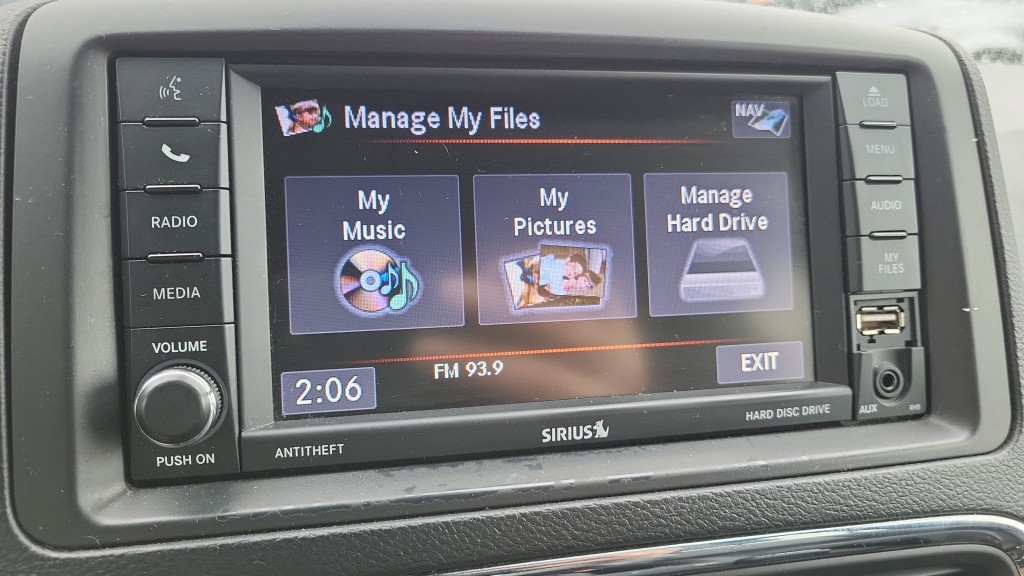 Manage My Files
NAV
LOAD
MENU
RADIO
AUDIO
MEDIA
MY
FILES
My
Music
My
Pictures
Manage
Hard Drive
VOLUME
FM 93.9
EXIT
2:06
PUSH ON
ANTITHEFT
SIRIUS
HARD DISC DRIVE
AUX
RHB